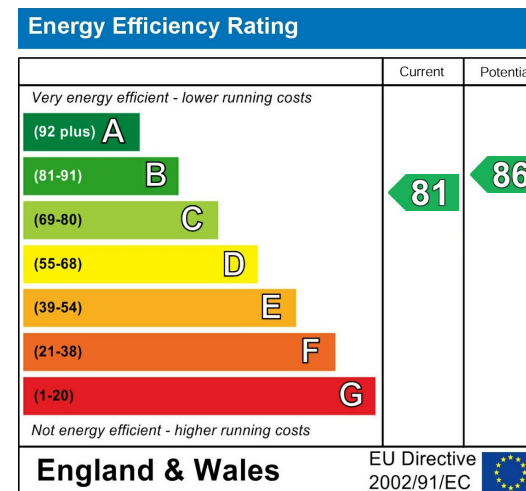 Energy Efficiency Rating
Current Potentia
Very energy efficient - lower running costs
(92 plus) A
(81-91) B
(69-80) C
(55-68) D
(39-54) E
(21-38) F
(1-20) G
81
86
Not energy efficient - higher running costs
England & Wales
EU Directive
2002/91/EC